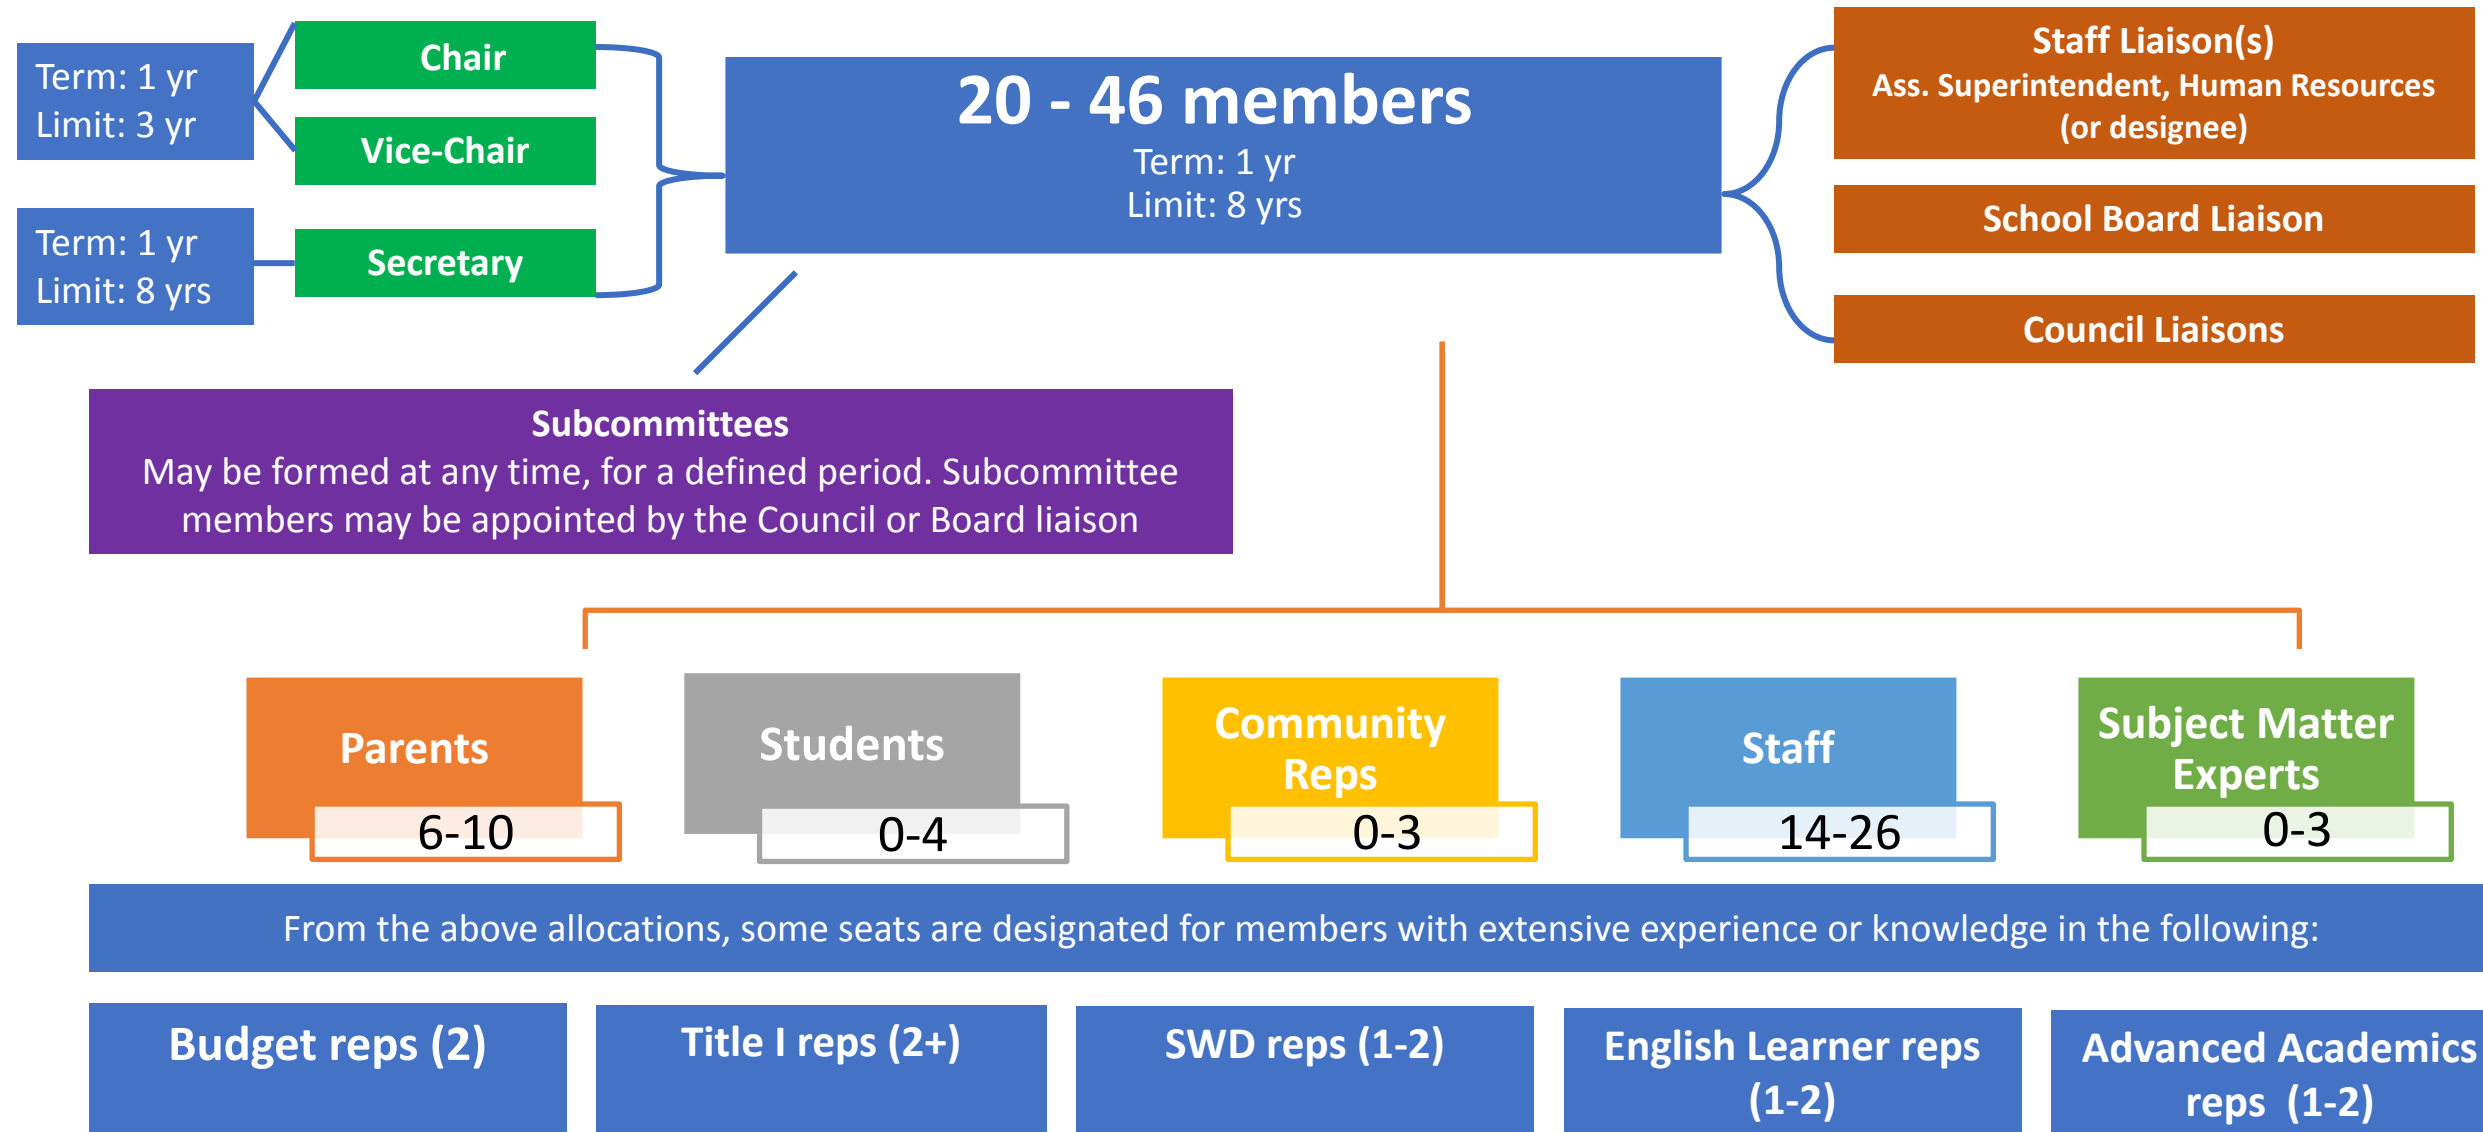 Term: 1 yr
Limit: 3 yr
Chair
Vice-Chair
Term: 1 yr
Limit: 8 yrs
Secretary
20 - 46 members
Term: 1 yr
Limit: 8 yrs
Staff Liaison(s)
Ass. Superintendent, Human Resources
(or designee)
School Board Liaison
Council Liaisons
Subcommittees
May be formed at any time, for a defined period. Subcommittee
members may be appointed by the Council or Board liaison
Parents
6-10
Students
0-4
Community
Reps
0-3
Staff
14-26
Subject Matter
Experts
0-3
From the above allocations, some seats are designated for members with extensive experience or knowledge in the following:
Budget reps (2)
Title I reps (2+)
SWD reps (1-2)
English Learner reps
(1-2)
Advanced Academics
reps (1-2)